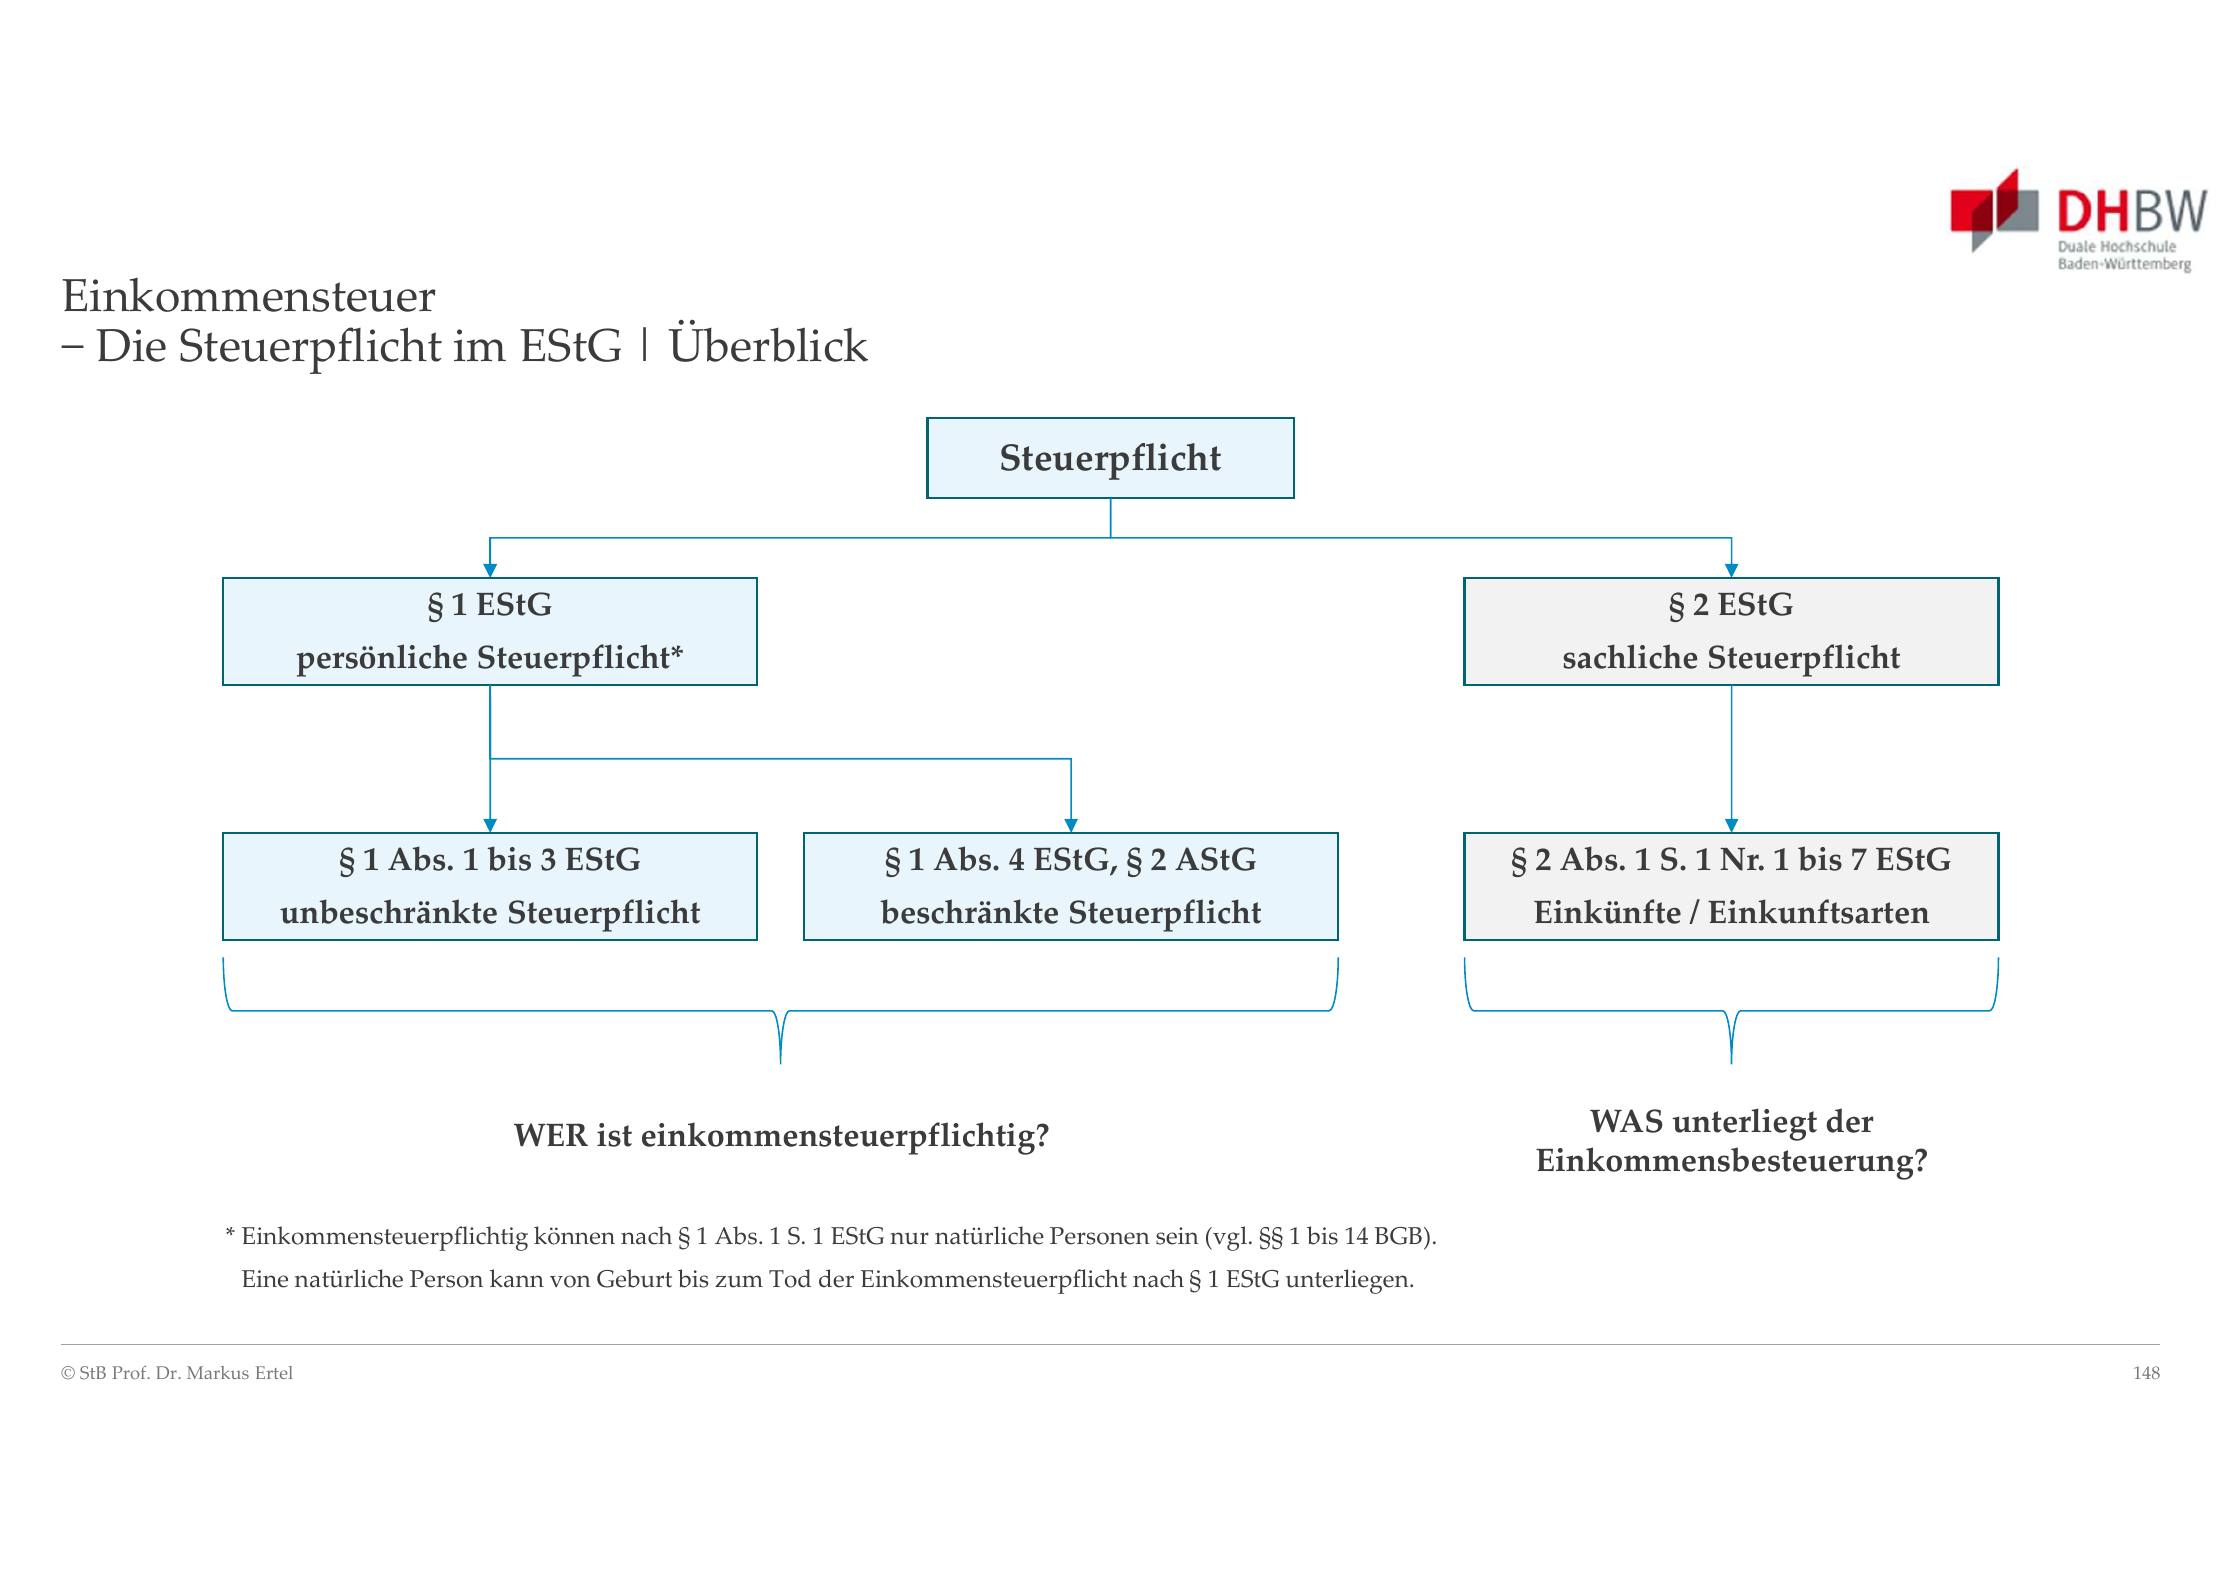 DHBW
Duale Hochschule
Baden-Württemberg
Einkommensteuer
– Die Steuerpflicht im EStG | Überblick
Steuerpflicht
§ 1 EStG
persönliche Steuerpflicht*
§ 2 EStG
sachliche Steuerpflicht
§ 1 Abs. 1 bis 3 EStG
unbeschränkte Steuerpflicht
§ 1 Abs. 4 EStG, § 2 AStG
beschränkte Steuerpflicht
§ 2 Abs. 1 S. 1 Nr. 1 bis 7 EStG
Einkünfte / Einkunftsarten
WER ist einkommensteuerpflichtig?
WAS unterliegt der
Einkommensbesteuerung?
* Einkommensteuerpflichtig können nach § 1 Abs. 1 S. 1 EStG nur natürliche Personen sein (vgl. §§ 1 bis 14 BGB).
Eine natürliche Person kann von Geburt bis zum Tod der Einkommensteuerpflicht nach § 1 EStG unterliegen.
© StB Prof. Dr. Markus Ertel
148